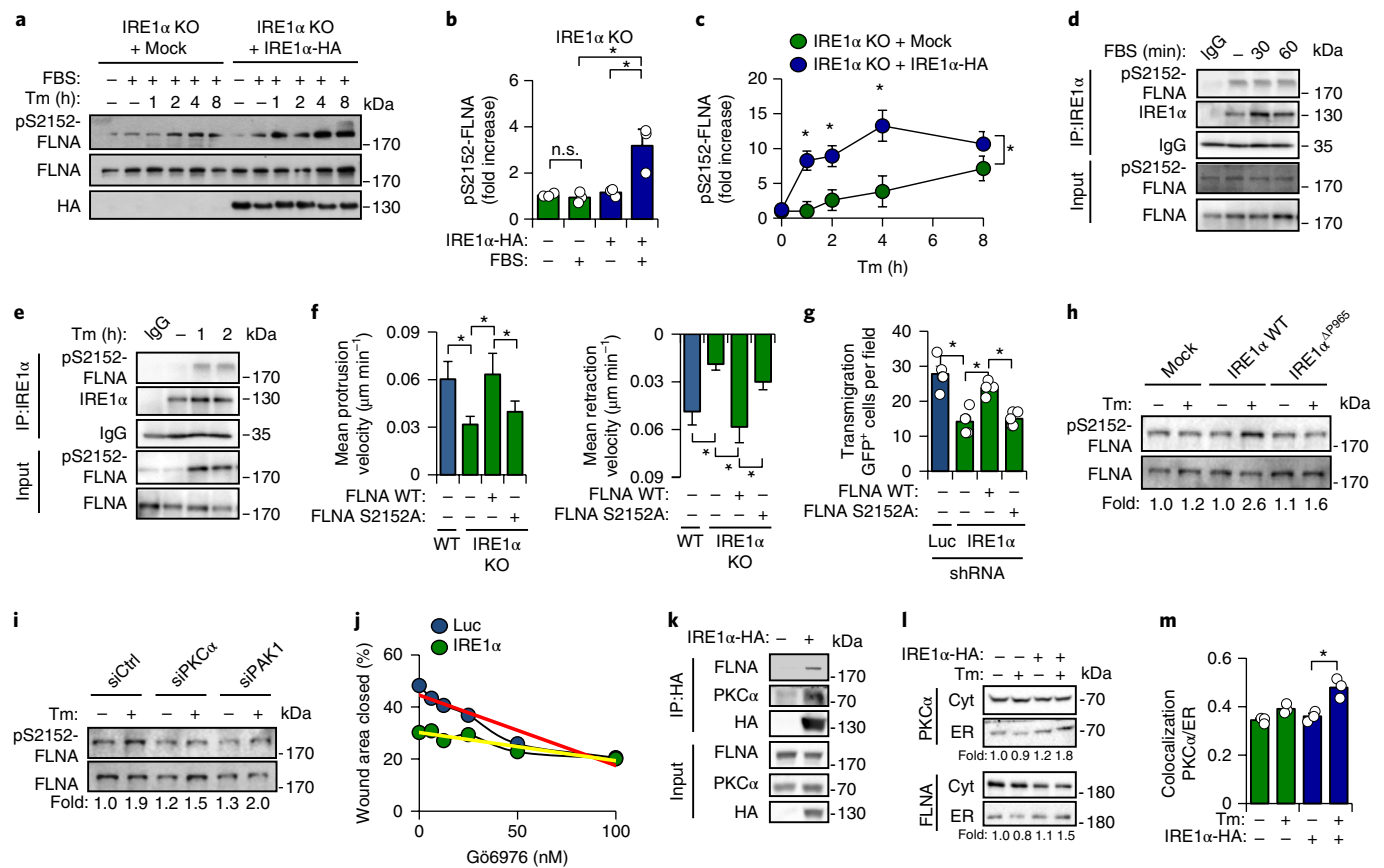 a
IRE1α KO + Mock
IRE1α KO + IRE1α-HA
FBS: – + + + + + – + + + + +
Tm (h): – – 1 2 4 8 – – 1 2 4 8 kDa
pS2152-FLNA -170
FLNA -170
HA -130
b
IRE1α KO
*
*
n.s.
pS2152-FLNA (fold increase)
6
4
2
0
IRE1α-HA: – – + +
FBS: – + – +
c
IRE1α KO + Mock
IRE1α KO + IRE1α-HA
pS2152-FLNA (fold increase)
20
15
10
5
0
* * * *
0 2 4 6 8
Tm (h)
d
FBS (min): IgG – 30 60 kDa
IP:IRE1α
pS2152-FLNA -170
IRE1α -130
IgG -35
Input
pS2152-FLNA -170
FLNA -170
e
Tm (h): IgG – 1 2 kDa
IP:IRE1α
pS2152-FLNA -170
IRE1α -130
IgG -35
Input
pS2152-FLNA -170
FLNA -170
f
Mean protrusion velocity (µm min−1)
0.09
0.06
0.03
0
* * *
FLNA WT: – – + –
FLNA S2152A: – – – +
WT IRE1α KO
Mean retraction velocity (µm min−1)
0
0.03
0.06
0.09
* * *
FLNA WT: – – + –
FLNA S2152A: – – – +
WT IRE1α KO
g
Transmigration GFP+ cells per field
40
30
20
10
0
* * *
FLNA WT: – – + –
FLNA S2152A: – – – +
Luc IRE1α
shRNA
h
Mock IRE1α WT IRE1αΔP965
Tm: – + – + – + kDa
pS2152-FLNA -170
FLNA -170
Fold: 1.0 1.2 1.0 2.6 1.1 1.6
i
siCtrl siPKCα siPAK1
Tm: – + – + – + kDa
pS2152-FLNA -170
FLNA -170
Fold: 1.0 1.9 1.2 1.5 1.3 2.0
j
Luc
IRE1α
Wound area closed (%)
60
40
20
0
0 50 100
Gö6976 (nM)
k
IRE1α-HA: – + kDa
IP:HA
FLNA -170
PKCα -70
HA -130
Input
FLNA -170
PKCα -70
HA -130
l
IRE1α-HA: – – + +
Tm: – + – + kDa
PKCα
Cyt -70
ER -70
Fold: 1.0 0.9 1.2 1.8
FLNA
Cyt -180
ER -180
Fold: 1.0 0.8 1.1 1.5
m
Colocalization PKCα/ER
0.6
0.4
0.2
0
*
Tm: – + – +
IRE1α-HA: – – + +